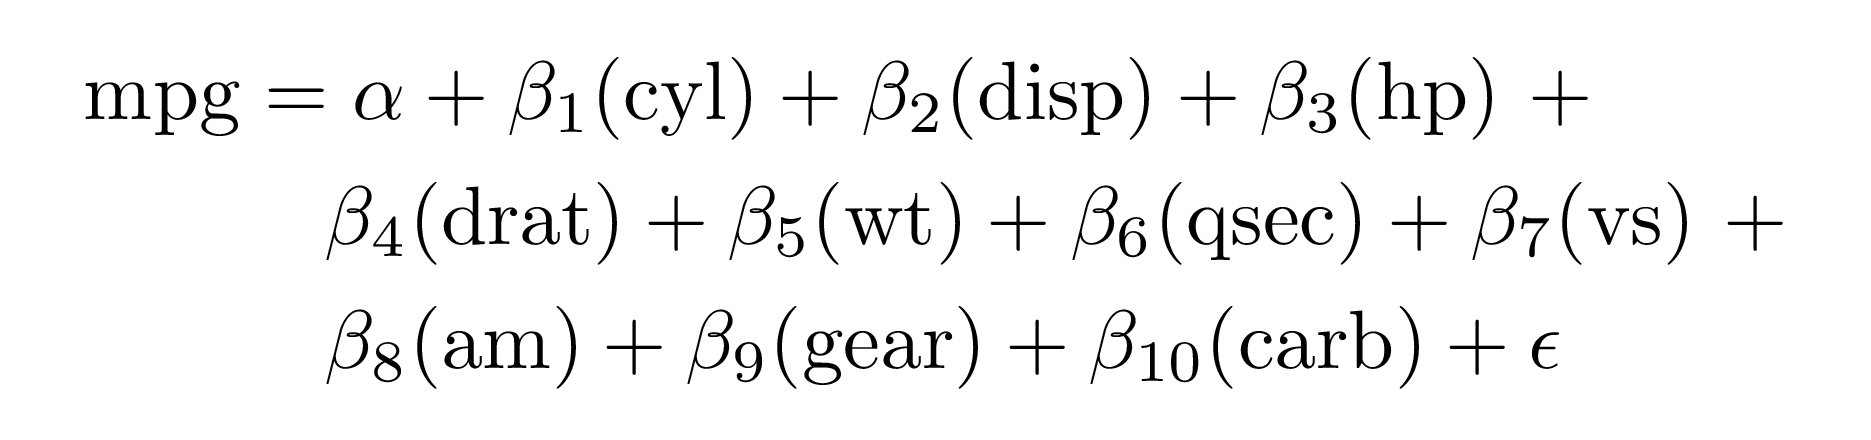 mpg = α + β₁(cyl) + β₂(disp) + β₃(hp) +
β₄(drat) + β₅(wt) + β₆(qsec) + β₇(vs) +
β₈(am) + β₉(gear) + β₁₀(carb) + ϵ